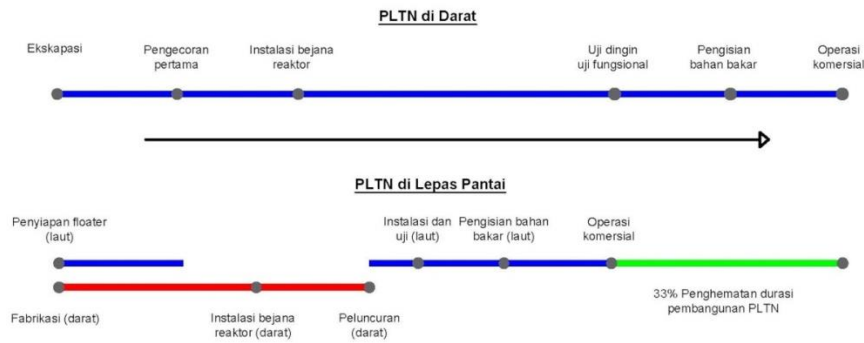 PLTN di Darat
Ekskapasi
Pengecoran
pertama
Instalasi bejana
reaktor
Uji dingin
uji fungsional
Pengisian
bahan bakar
Operasi
komersial
PLTN di Lepas Pantai
Penyiapan floater
(laut)
Instalasi dan
uji (laut)
Pengisian bahan
bakar (laut)
Operasi
komersial
Fabrikasi (darat)
Instalasi bejana
reaktor (darat)
Peluncuran
(darat)
33% Penghematan durasi
pembangunan PLTN